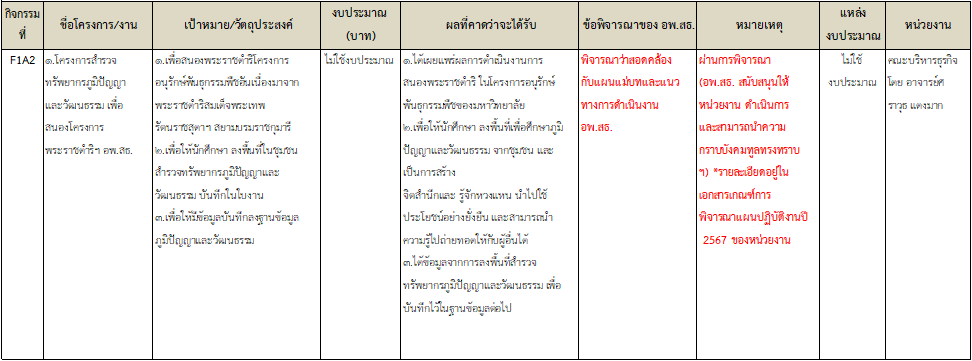 กิจกรรมที่
ชื่อโครงการ/งาน
เป้าหมาย/วัตถุประสงค์
งบประมาณ
(บาท)
ผลที่คาดว่าจะได้รับ
ข้อพิจารณาของ อพ.สธ.
หมายเหตุ
แหล่ง
งบประมาณ
หน่วยงาน
F1A2
๑.โครงการสำรวจ
ทรัพยากรภูมิปัญญา
และวัฒนธรรม เพื่อ
สนองโครงการ
พระราชดำริฯ อพ.สธ.
๑.เพื่อสนองพระราชดำริโครงการ
อนุรักษ์พันธุกรรมพืชอันเนื่องมาจาก
พระราชดำริสมเด็จพระเทพ
รัตนราชสุดาฯ สยามบรมราชกุมารี
๒.เพื่อให้นักศึกษา ลงพื้นที่ในชุมชน
สำรวจทรัพยากรภูมิปัญญาและ
วัฒนธรรม บันทึกในใบงาน
๓.เพื่อให้มีข้อมูลบันทึกลงฐานข้อมูล
ภูมิปัญญาและวัฒนธรรม
ไม่ใช้งบประมาณ
๑.ได้เผยแพร่ผลการดำเนินงานการ
สนองพระราชดำริ ในโครงการอนุรักษ์
พันธุกรรมพืชของมหาวิทยาลัย
๒.เพื่อให้นักศึกษา ลงพื้นที่เพื่อศึกษาภูมิ
ปัญญาและวัฒนธรรม จากชุมชน และ
เป็นการสร้าง
จิตสำนึกและ รู้จักหวงแหน นำไปใช้
ประโยชน์อย่างยั่งยืน และสามารถนำ
ความรู้ไปถ่ายทอดให้กับผู้อื่นได้
๓.ได้ข้อมูลจากการลงพื้นที่สำรวจ
ทรัพยากรภูมิปัญญาและวัฒนธรรม เพื่อ
บันทึกไว้ในฐานข้อมูลต่อไป
พิจารณาว่าสอดคล้อง
กับแผนแม่บทและแนว
ทางการดำเนินงาน
อพ.สธ.
ผ่านการพิจารณา
(อพ.สธ. สนับสนุนให้
หน่วยงาน ดำเนินการ
และสามารถนำความ
กราบบังคมทูลทรงทราบ
ฯ) *รายละเอียดอยู่ใน
เอกสารเกณฑ์การ
พิจารณาแผนปฏิบัติงานปี
2567 ของหน่วยงาน
ไม่ใช้
งบประมาณ
คณะบริหารธุรกิจ
โดย อาจารย์ศ
ราวุธ แดงมาก